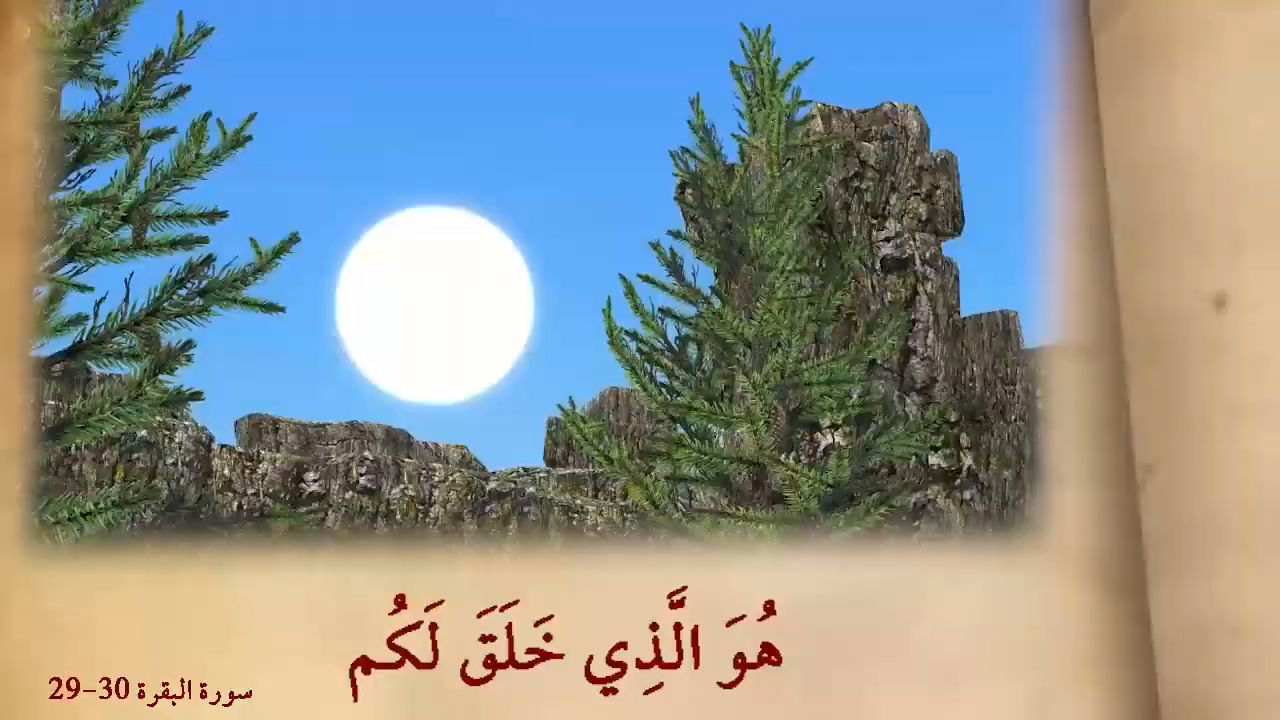 هُوَ الَّذِي خَلَقَ لَكُم
سورة البقرة 30-29